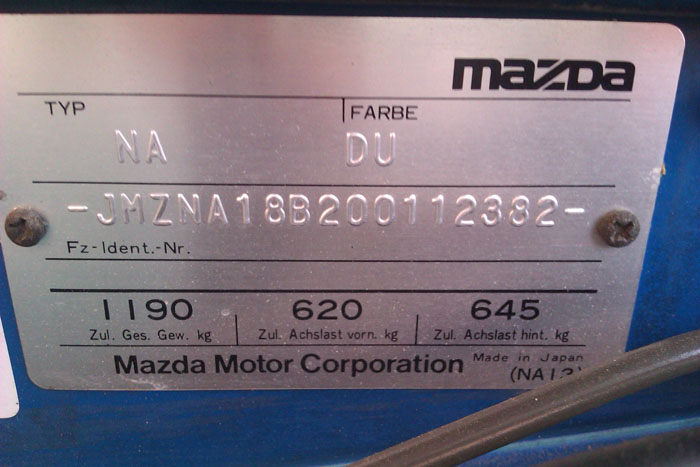 mazda
TYP FARBE
NA DU
-JMZNA18B200112382-
Fz-Ident.-Nr.
1190 620 645
Zul. Ges. Gew. kg Zul. Achslast vorn. kg Zul. Achslast hint. kg
Mazda Motor Corporation Made in Japan